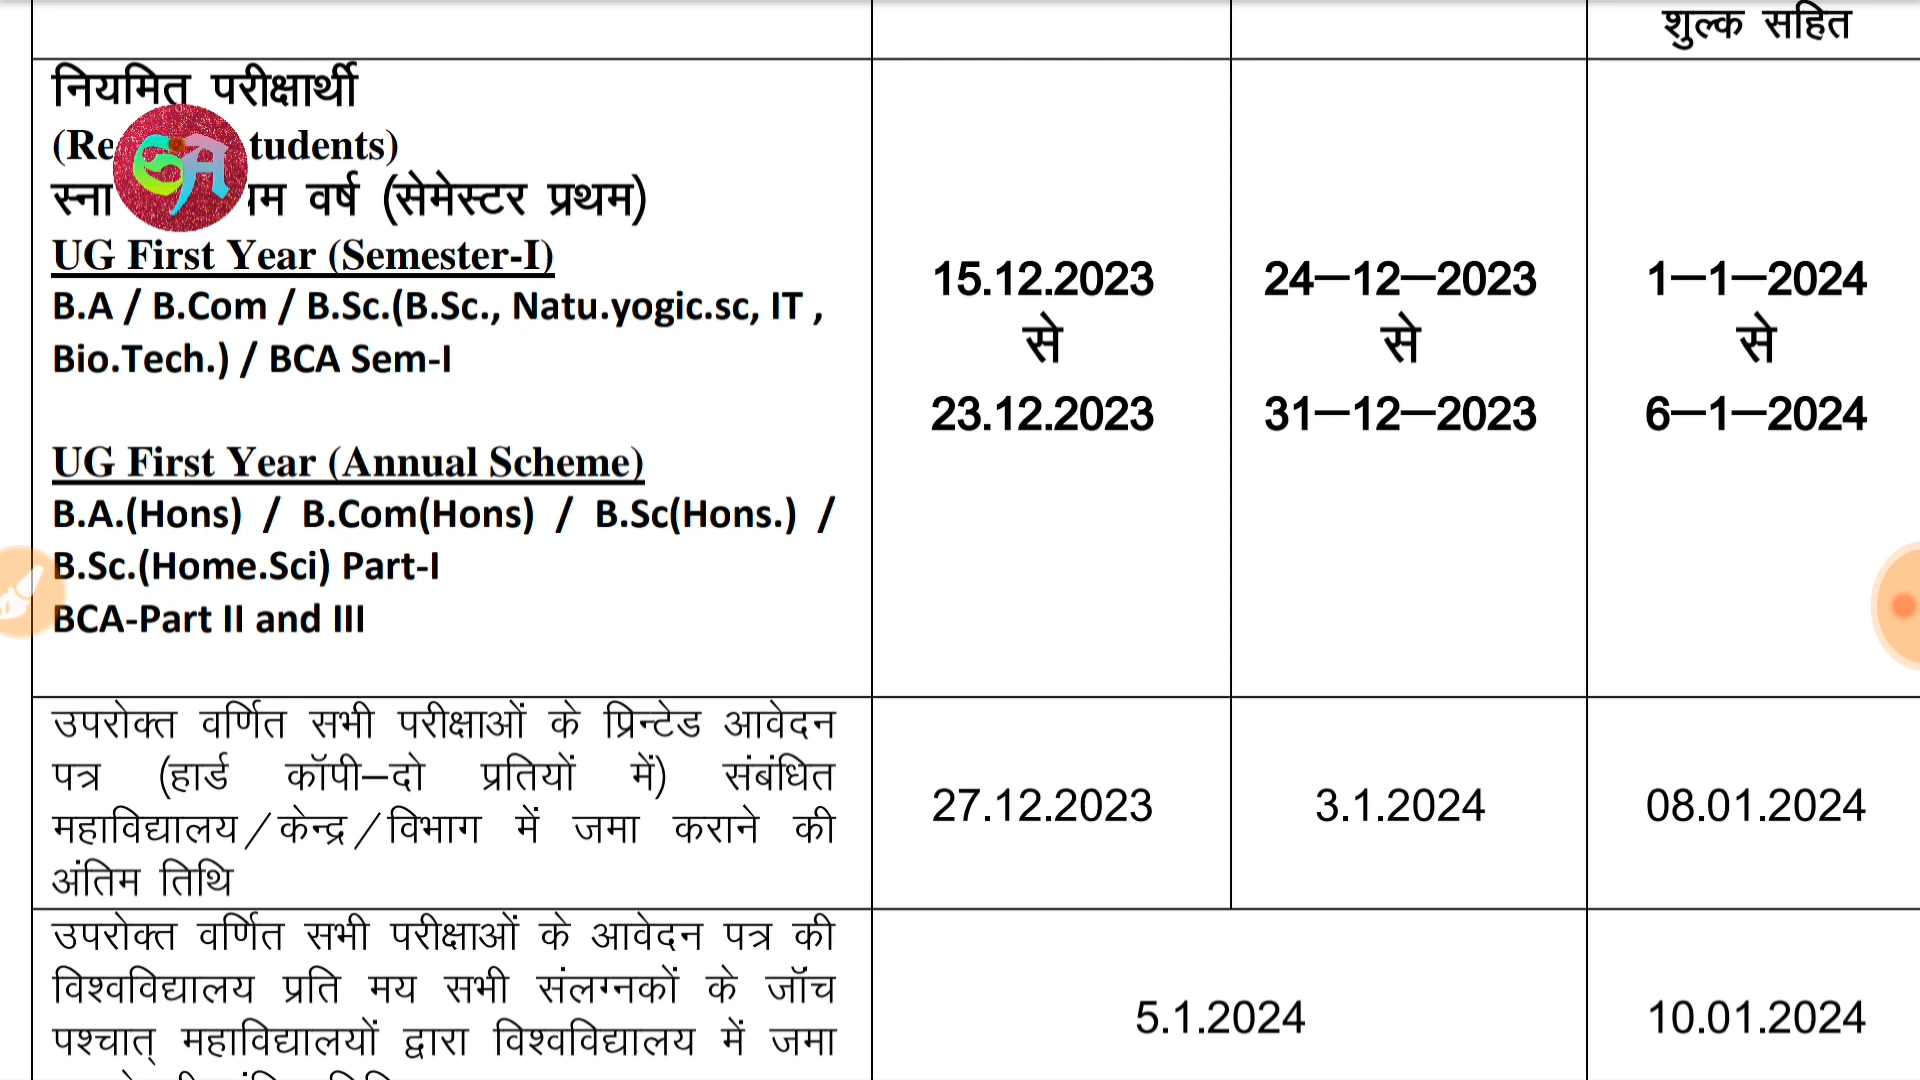 शुल्क सहित
नियमित परीक्षार्थी
(Re tudents)
स्ना म वर्ष (सेमेस्टर प्रथम)
UG First Year (Semester-I)
B.A / B.Com / B.Sc.(B.Sc., Natu.yogic.sc, IT ,
Bio.Tech.) / BCA Sem-I
UG First Year (Annual Scheme)
B.A.(Hons) / B.Com(Hons) / B.Sc(Hons.) /
B.Sc.(Home.Sci) Part-I
BCA-Part II and III
15.12.2023
से
23.12.2023
24–12–2023
से
31–12–2023
1–1–2024
से
6–1–2024
उपरोक्त वर्णित सभी परीक्षाओं के प्रिन्टेड आवेदन
पत्र (हार्ड कॉपी–दो प्रतियों में) संबंधित
महाविद्यालय/केन्द्र/विभाग में जमा कराने की
अंतिम तिथि
27.12.2023
3.1.2024
08.01.2024
उपरोक्त वर्णित सभी परीक्षाओं के आवेदन पत्र की
विश्वविद्यालय प्रति मय सभी संलग्नकों के जॉच
पश्चात् महाविद्यालयों द्वारा विश्वविद्यालय में जमा
5.1.2024
10.01.2024